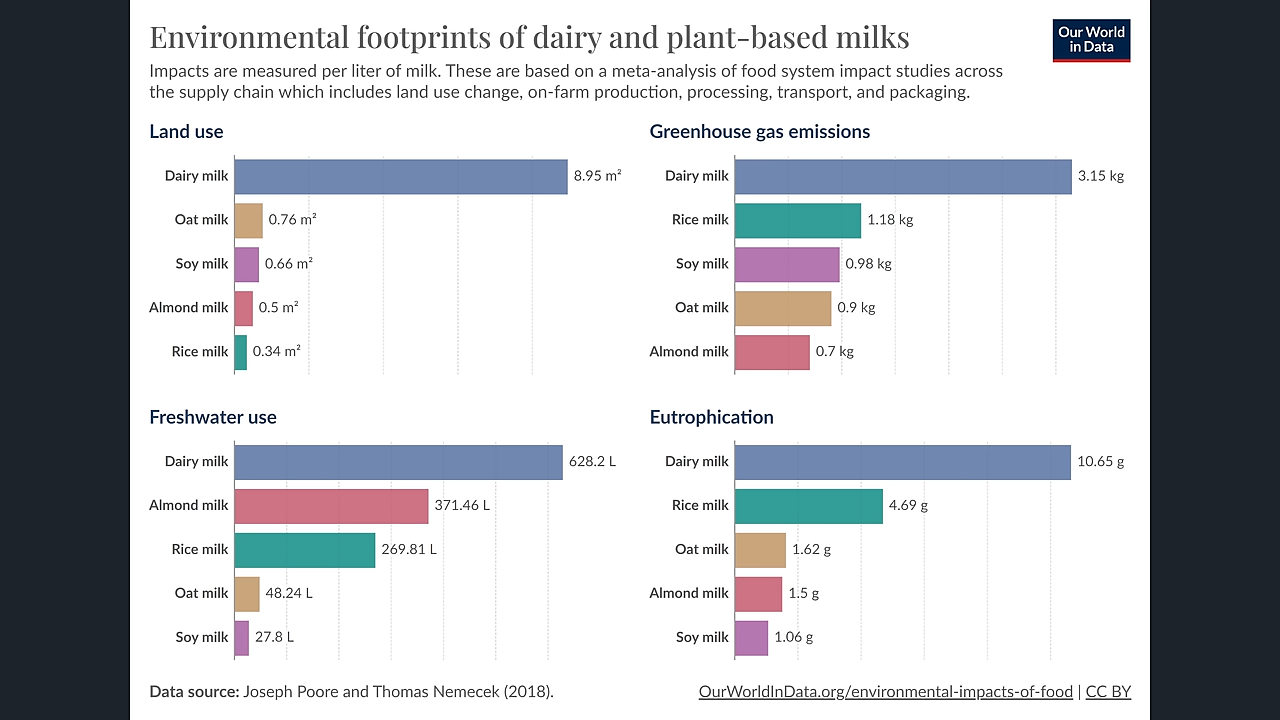 Environmental footprints of dairy and plant-based milks
Our World
in Data
Impacts are measured per liter of milk. These are based on a meta-analysis of food system impact studies across
the supply chain which includes land use change, on-farm production, processing, transport, and packaging.
Land use
Dairy milk 8.95 m²
Oat milk 0.76 m²
Soy milk 0.66 m²
Almond milk 0.5 m²
Rice milk 0.34 m²
Greenhouse gas emissions
Dairy milk 3.15 kg
Rice milk 1.18 kg
Soy milk 0.98 kg
Oat milk 0.9 kg
Almond milk 0.7 kg
Freshwater use
Dairy milk 628.2 L
Almond milk 371.46 L
Rice milk 269.81 L
Oat milk 48.24 L
Soy milk 27.8 L
Eutrophication
Dairy milk 10.65 g
Rice milk 4.69 g
Oat milk 1.62 g
Almond milk 1.5 g
Soy milk 1.06 g
Data source: Joseph Poore and Thomas Nemecek (2018).
OurWorldInData.org/environmental-impacts-of-food | CC BY